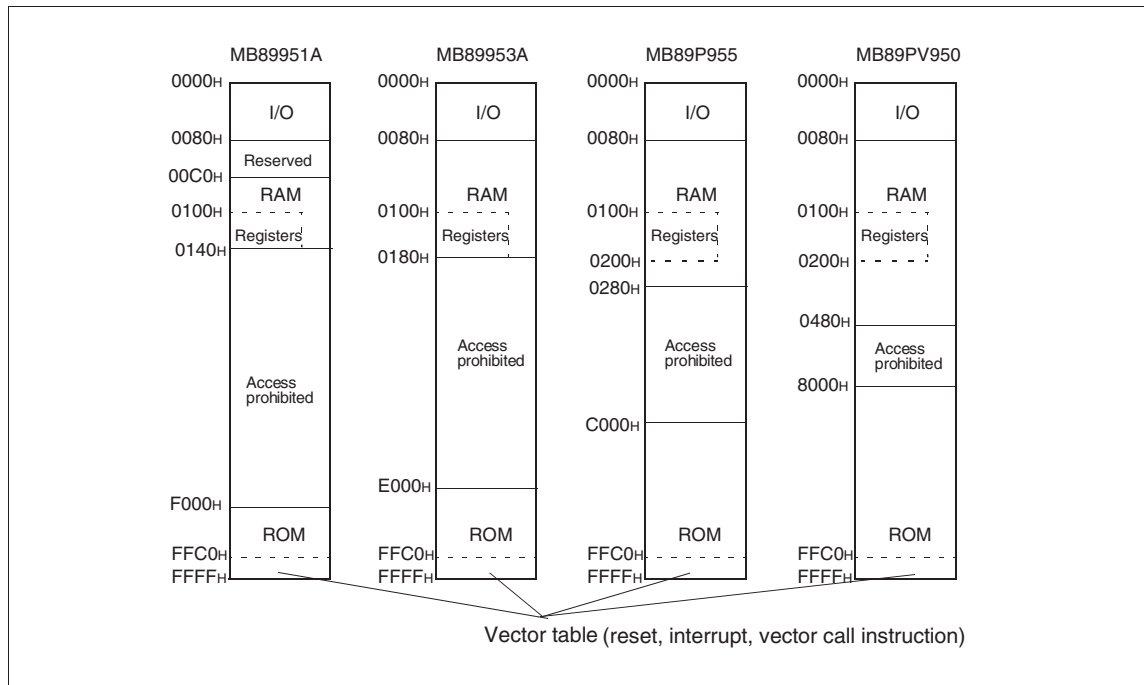 MB89951A
0000H
I/O
0080H
Reserved
00C0H
RAM
0100H
Registers
0140H
Access
prohibited
F000H
ROM
FFC0H
FFFFH
MB89953A
0000H
I/O
0080H
RAM
0100H
Registers
0180H
Access
prohibited
E000H
ROM
FFC0H
FFFFH
MB89P955
0000H
I/O
0080H
RAM
0100H
Registers
0200H
0280H
Access
prohibited
C000H
ROM
FFC0H
FFFFH
MB89PV950
0000H
I/O
0080H
RAM
0100H
Registers
0200H
0480H
Access
prohibited
8000H
ROM
FFC0H
FFFFH
Vector table (reset, interrupt, vector call instruction)